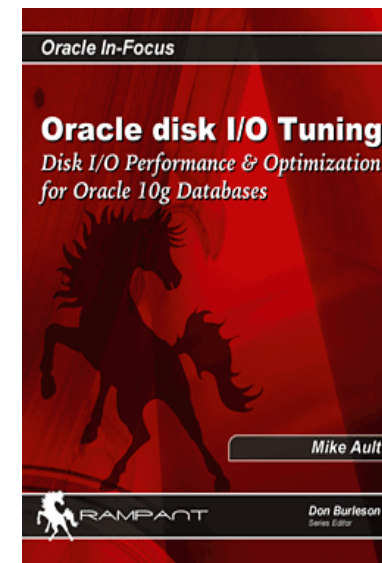 Oracle In-Focus
Oracle disk I/O Tuning
Disk I/O Performance & Optimization
for Oracle 10g Databases
Mike Ault
RAMPANT
Don Burleson
Series Editor